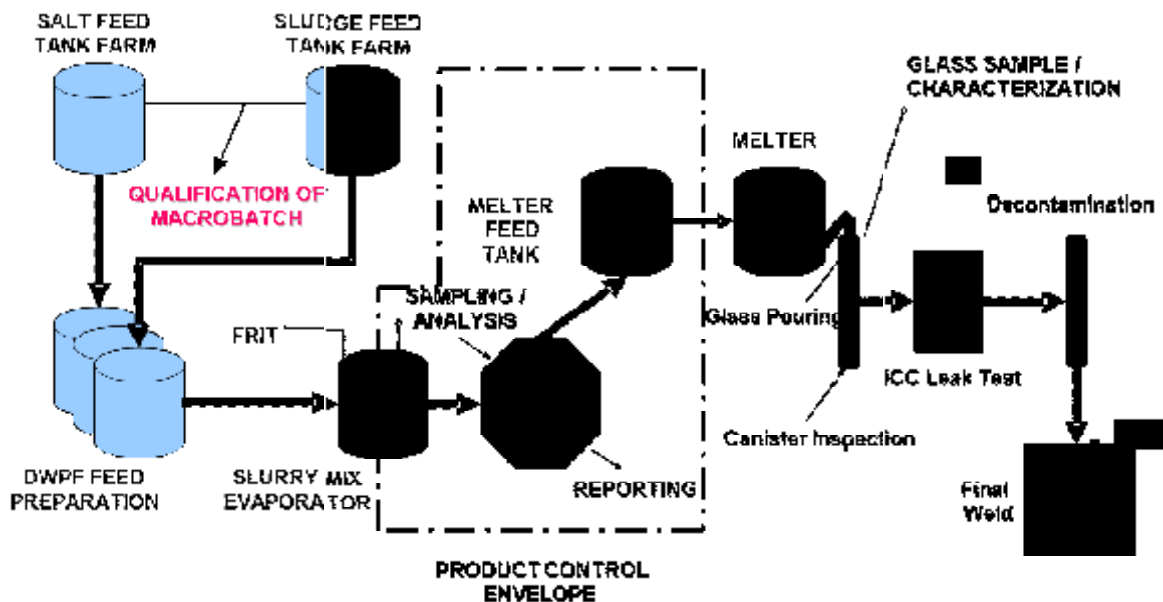 SALT FEED
TANK FARM
SLUDGE FEED
TANK FARM
GLASS SAMPLE /
CHARACTERIZATION
MELTER
QUALIFICATION OF
MACROBATCH
MELTER
FEED
TANK
Decontamination
SAMPLING /
ANALYSIS
FRIT
Glass Pouring
ICC Leak Test
Canister Inspection
DWPF FEED
PREPARATION
SLURRY MIX
EVAPORATOR
REPORTING
Final
Weld
PRODUCT CONTROL
ENVELOPE